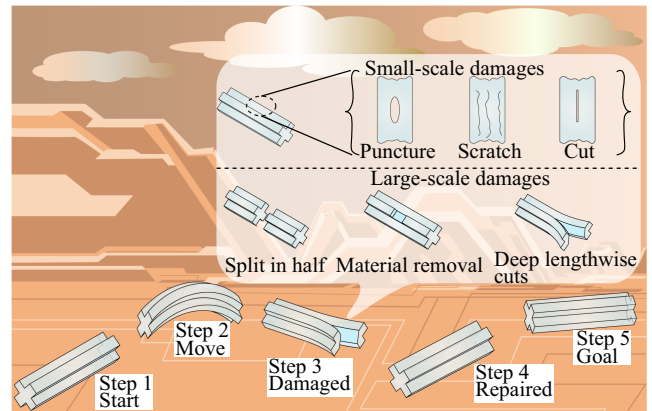 Small-scale damages
Puncture
Scratch
Cut
Large-scale damages
Split in half
Material removal
Deep lengthwise
cuts
Step 1
Start
Step 2
Move
Step 3
Damaged
Step 4
Repaired
Step 5
Goal